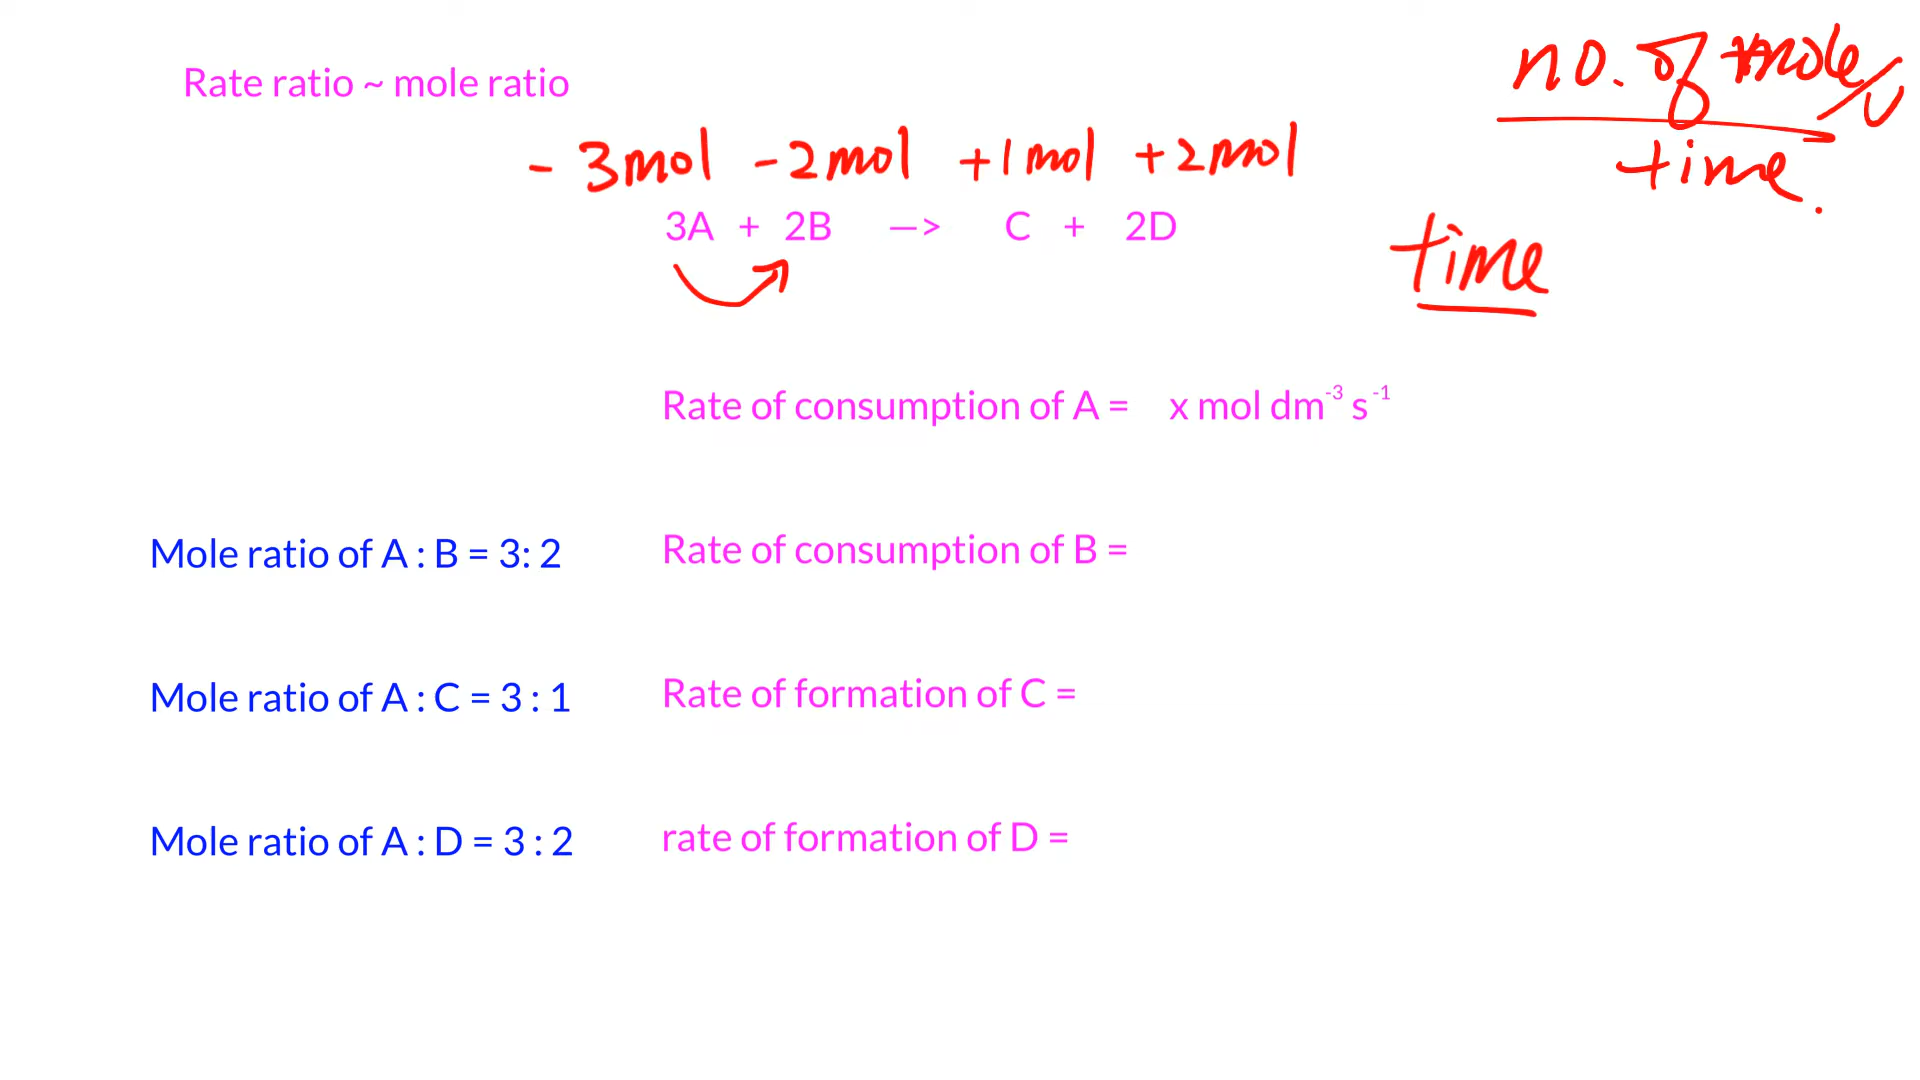 Rate ratio ~ mole ratio
no. of mole/V
time.
- 3mol - 2mol +1mol +2mol
3A + 2B —> C + 2D
time
Rate of consumption of A = x mol dm⁻³ s⁻¹
Mole ratio of A : B = 3: 2
Rate of consumption of B =
Mole ratio of A : C = 3 : 1
Rate of formation of C =
Mole ratio of A : D = 3 : 2
rate of formation of D =